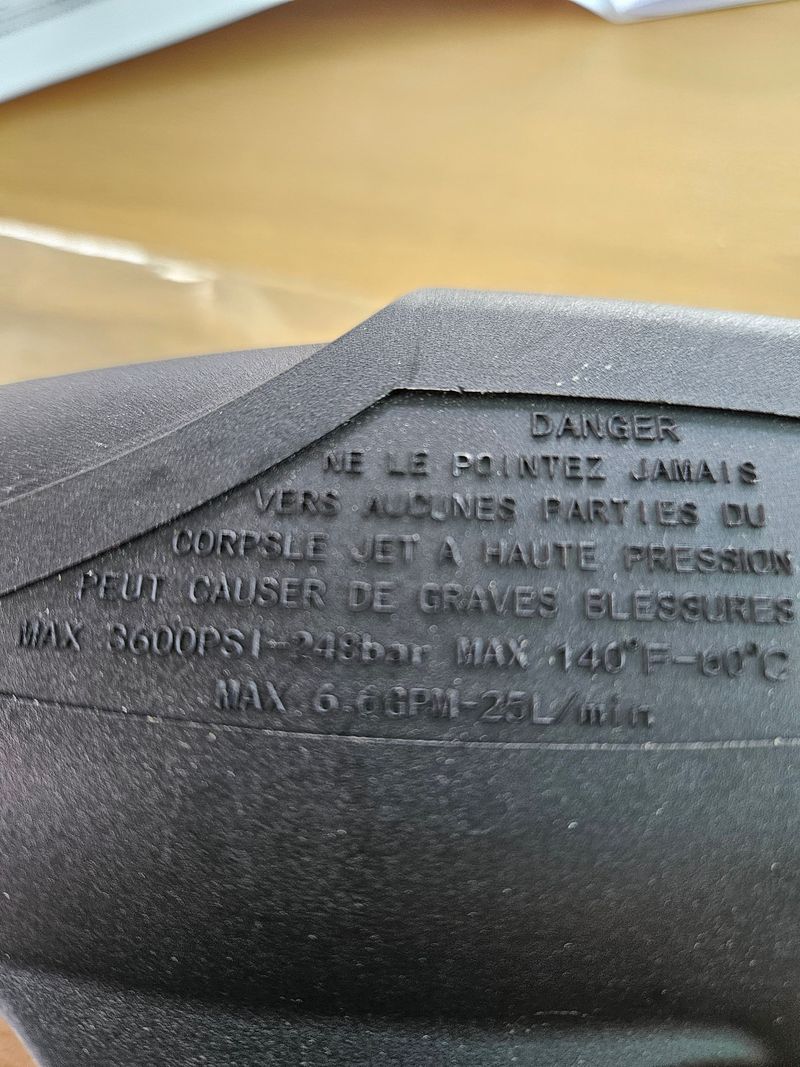 DANGER
NE LE POINTEZ JAMAIS
VERS AUCUNES PARTIES DU
CORPSLE JET A HAUTE PRESSION
PEUT CAUSER DE GRAVES BLESSURES
MAX 3600PSI-248bar MAX 140°F-60°C
MAX 6.6GPM-25L/min